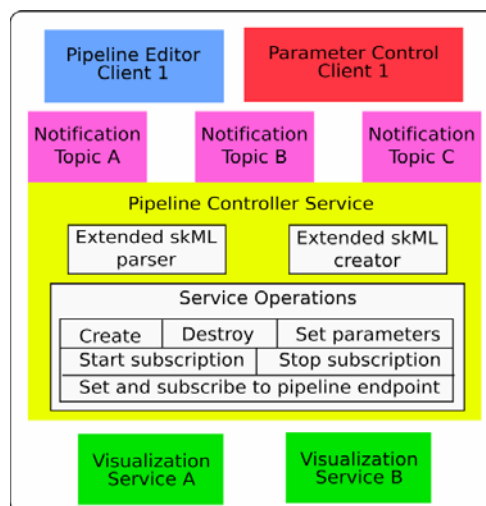 Pipeline Editor
Client 1
Parameter Control
Client 1
Notification
Topic A
Notification
Topic B
Notification
Topic C
Pipeline Controller Service
Extended skML
parser
Extended skML
creator
Service Operations
Create
Destroy
Set parameters
Start subscription
Stop subscription
Set and subscribe to pipeline endpoint
Visualization
Service A
Visualization
Service B